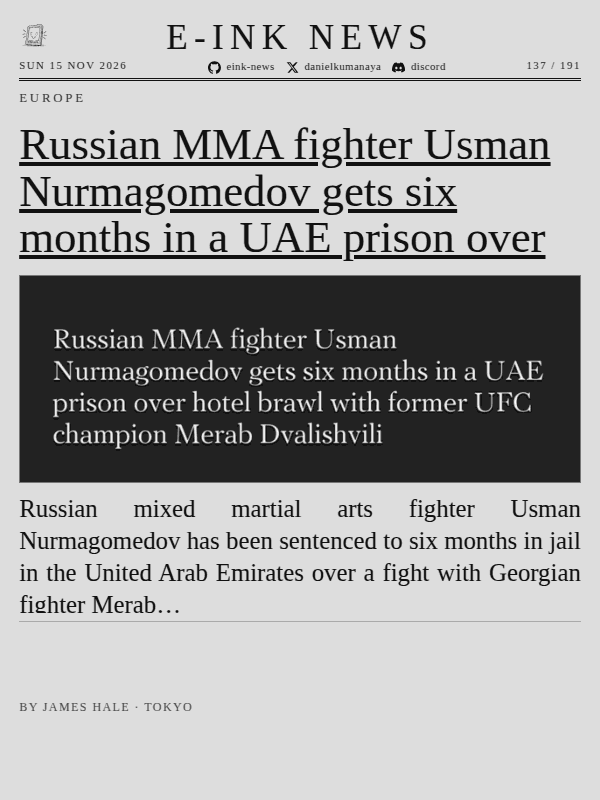 E-INK NEWS
SUN 15 NOV 2026
eink-news danielkumanaya discord
137 / 191
EUROPE
Russian MMA fighter Usman
Nurmagomedov gets six
months in a UAE prison over
Russian MMA fighter Usman
Nurmagomedov gets six months in a UAE
prison over hotel brawl with former UFC
champion Merab Dvalishvili
Russian mixed martial arts fighter Usman
Nurmagomedov has been sentenced to six months in jail
in the United Arab Emirates over a fight with Georgian
fighter Merab…
BY JAMES HALE · TOKYO